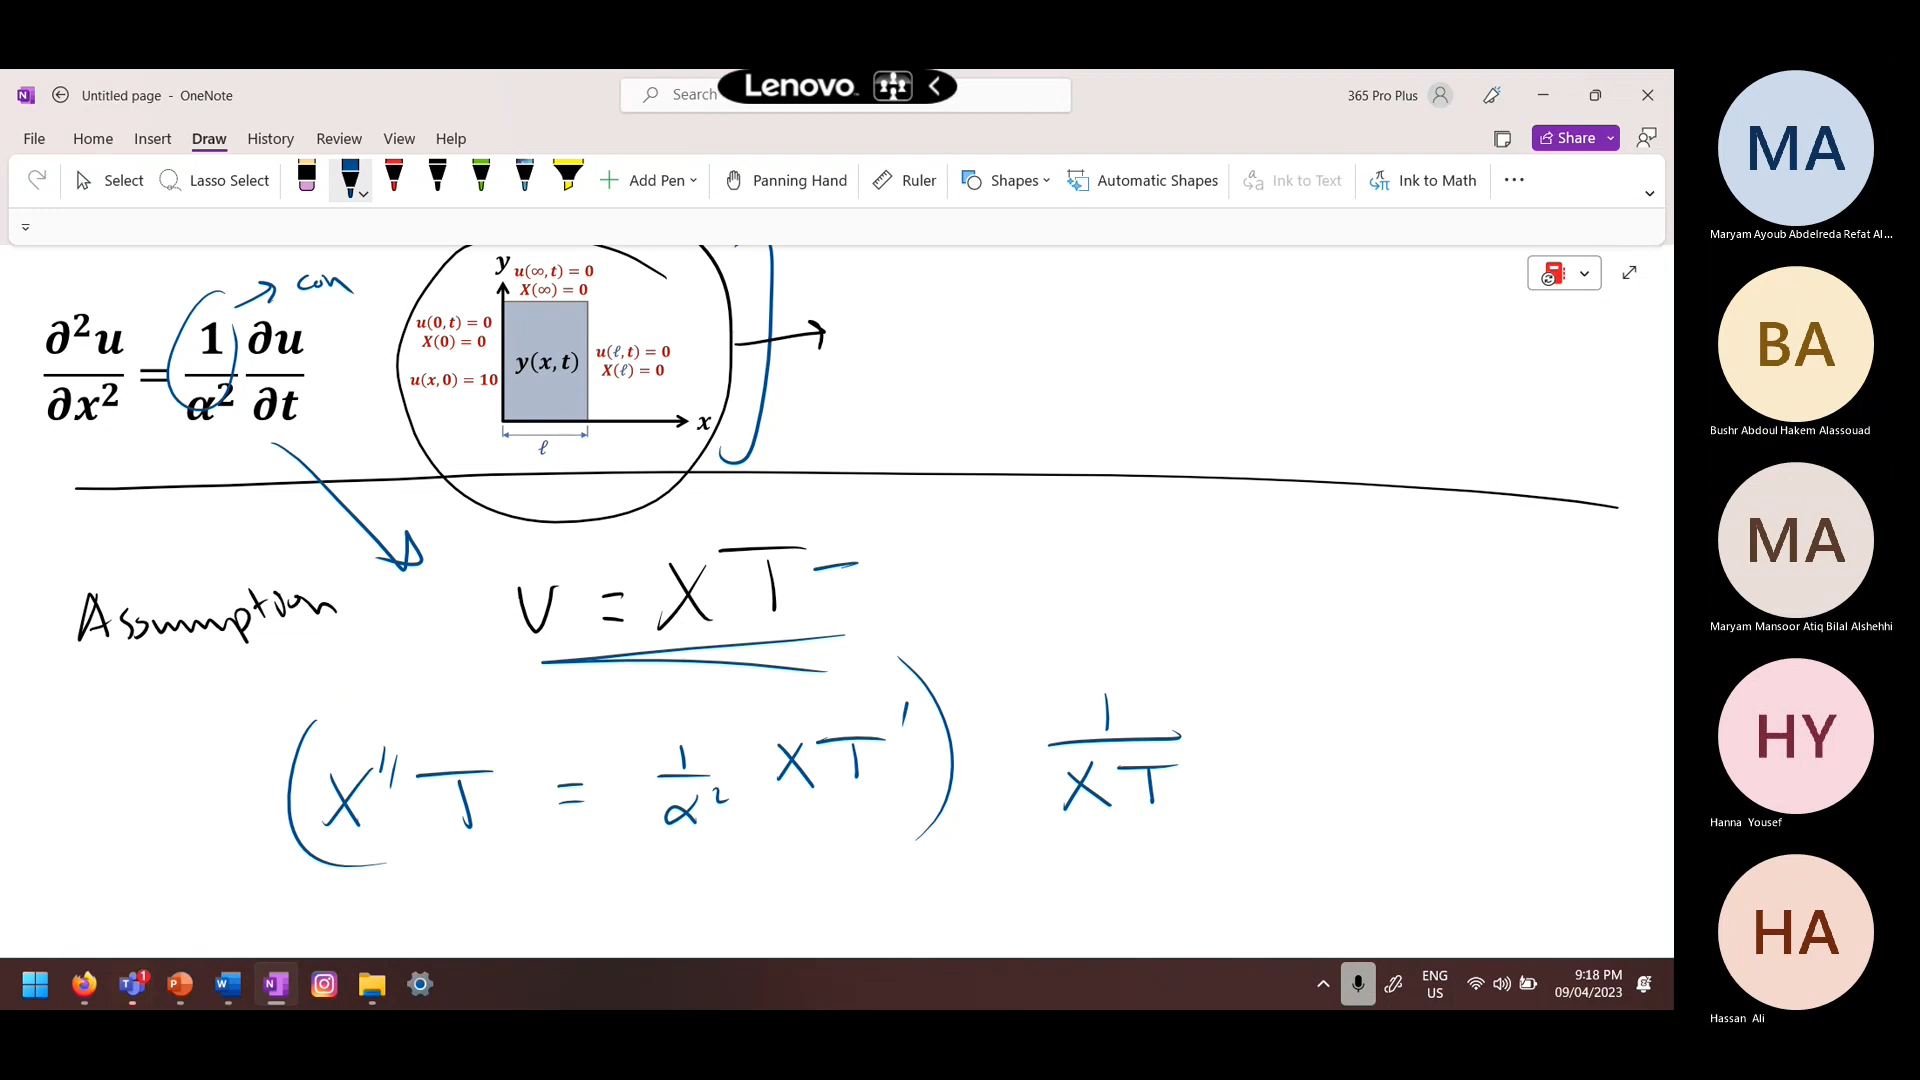 Lenovo
Untitled page - OneNote
Search
365 Pro Plus
File Home Insert Draw History Review View Help
Share
Select Lasso Select Add Pen Panning Hand Ruler Shapes Automatic Shapes Ink to Text Ink to Math
∂²u/∂x² = 1/α² ∂u/∂t
con
y
u(∞,t) = 0
X(∞) = 0
u(0,t) = 0
X(0) = 0
u(x,0) = 10
y(x,t)
u(ℓ,t) = 0
X(ℓ) = 0
x
ℓ
Assumption
U = XT
(X''T = 1/α² XT') 1/XT
MA
Maryam Ayoub Abdelreda Refat Al...
BA
Bushr Abdoul Hakem Alassouad
MA
Maryam Mansoor Atiq Bilal Alshehhi
HY
Hanna Yousef
HA
Hassan Ali
1
ENG
US
9:18 PM
09/04/2023